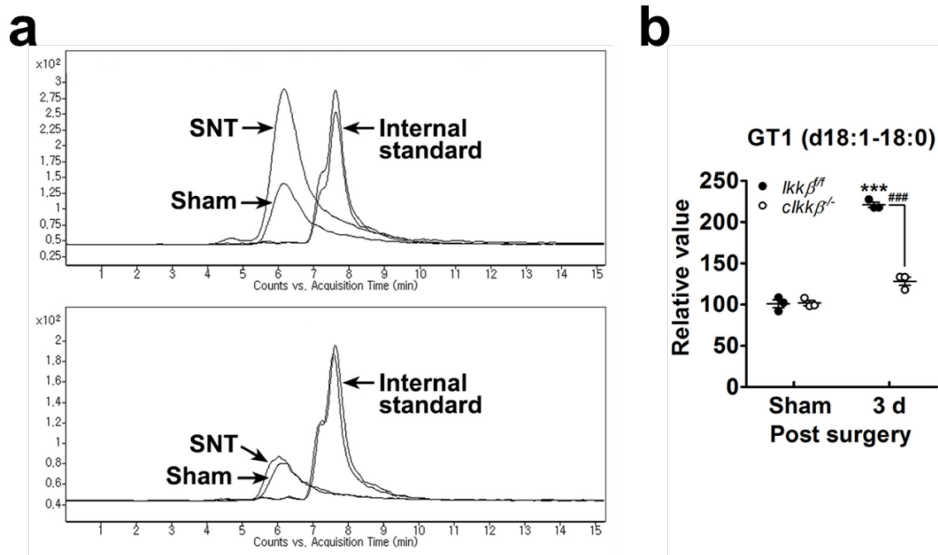 a
×10²
3
2.75
2.5
2.25
2
1.75
1.5
1.25
1
0.75
0.5
0.25
SNT
Sham
Internal
standard
1 2 3 4 5 6 7 8 9 10 11 12 13 14 15
Counts vs. Acquisition Time (min)
×10²
2
1.8
1.6
1.4
1.2
1
0.8
0.6
0.4
SNT
Sham
Internal
standard
1 2 3 4 5 6 7 8 9 10 11 12 13 14 15
Counts vs. Acquisition Time (min)
b
GT1 (d18:1-18:0)
Relative value
250
200
150
100
50
0
Ikkβf/f
cIkkβ-/-
***
###
Sham 3 d
Post surgery